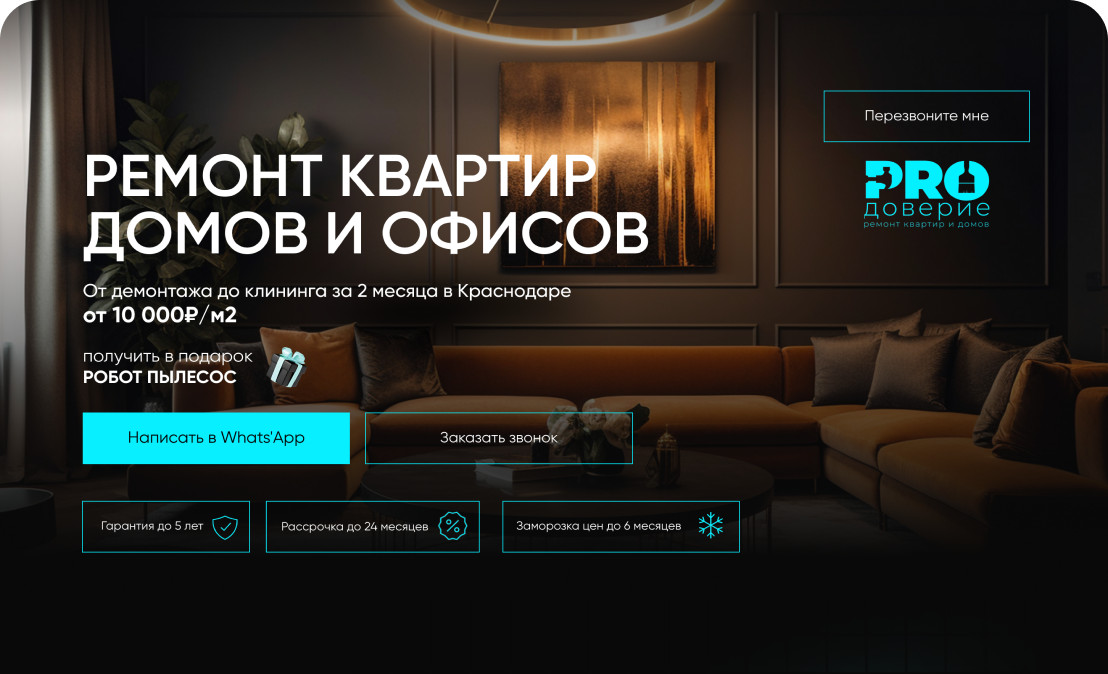 Перезвоните мне
PRO
доверие
ремонт квартир и домов
РЕМОНТ КВАРТИР
ДОМОВ И ОФИСОВ
От демонтажа до клининга за 2 месяца в Краснодаре
от 10 000₽/м2
получить в подарок
РОБОТ ПЫЛЕСОС
Написать в Whats'App
Заказать звонок
Гарантия до 5 лет
Рассрочка до 24 месяцев
Заморозка цен до 6 месяцев